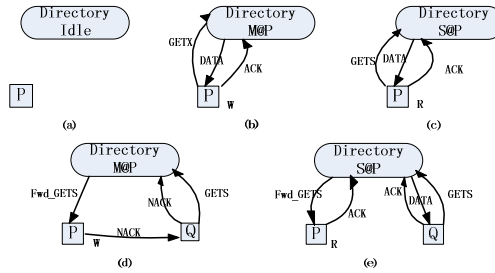 Directory
Idle
P
(a)
Directory
M@P
GETX
DATA
ACK
P
W
(b)
Directory
S@P
GETS
DATA
ACK
P
R
(c)
Directory
M@P
Fwd_GETS
NACK
GETS
P
W
NACK
Q
(d)
Directory
S@P
Fwd_GETS
ACK
ACK
DATA
GETS
P
R
Q
(e)